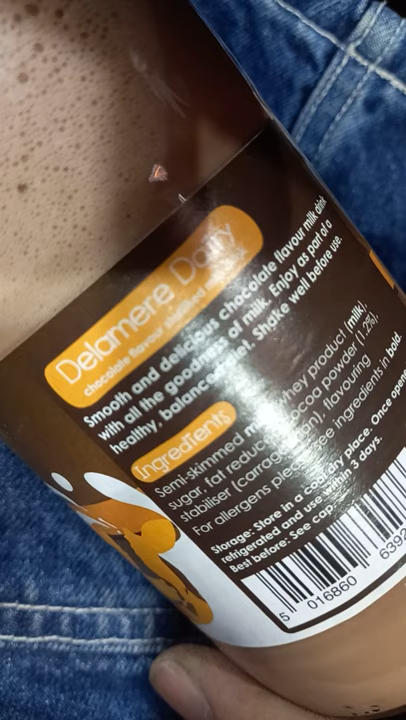 Delamere Dairy
chocolate flavour
Smooth and delicious chocolate flavour milk drink
with all the goodness of milk. Enjoy as part of a
healthy, balanced diet. Shake well before use.
Ingredients
Semi-skimmed whey product (milk),
sugar, fat reduced cocoa powder (1.2%),
stabiliser (carrageenan), flavouring
For allergens please see ingredients in bold.
Storage: Store in a cool dry place. Once opened
refrigerated and use within 3 days.
Best before: See cap
5 016860 6392